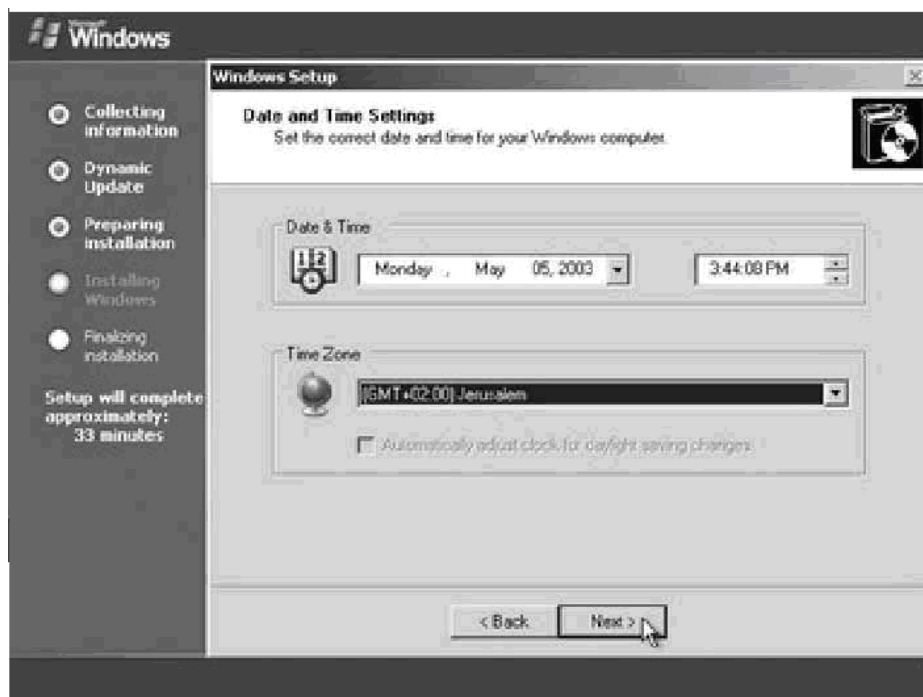 Microsoft
Windows
Collecting
information
Dynamic
Update
Preparing
installation
Installing
Windows
Finalizing
installation
Setup will complete
approximately:
33 minutes
Windows Setup
Date and Time Settings
Set the correct date and time for your Windows computer.
Date & Time
12
Monday , May 05, 2003
3:44:08 PM
Time Zone
(GMT+02:00) Jerusalem
Automatically adjust clock for daylight saving changes
< Back
Next >